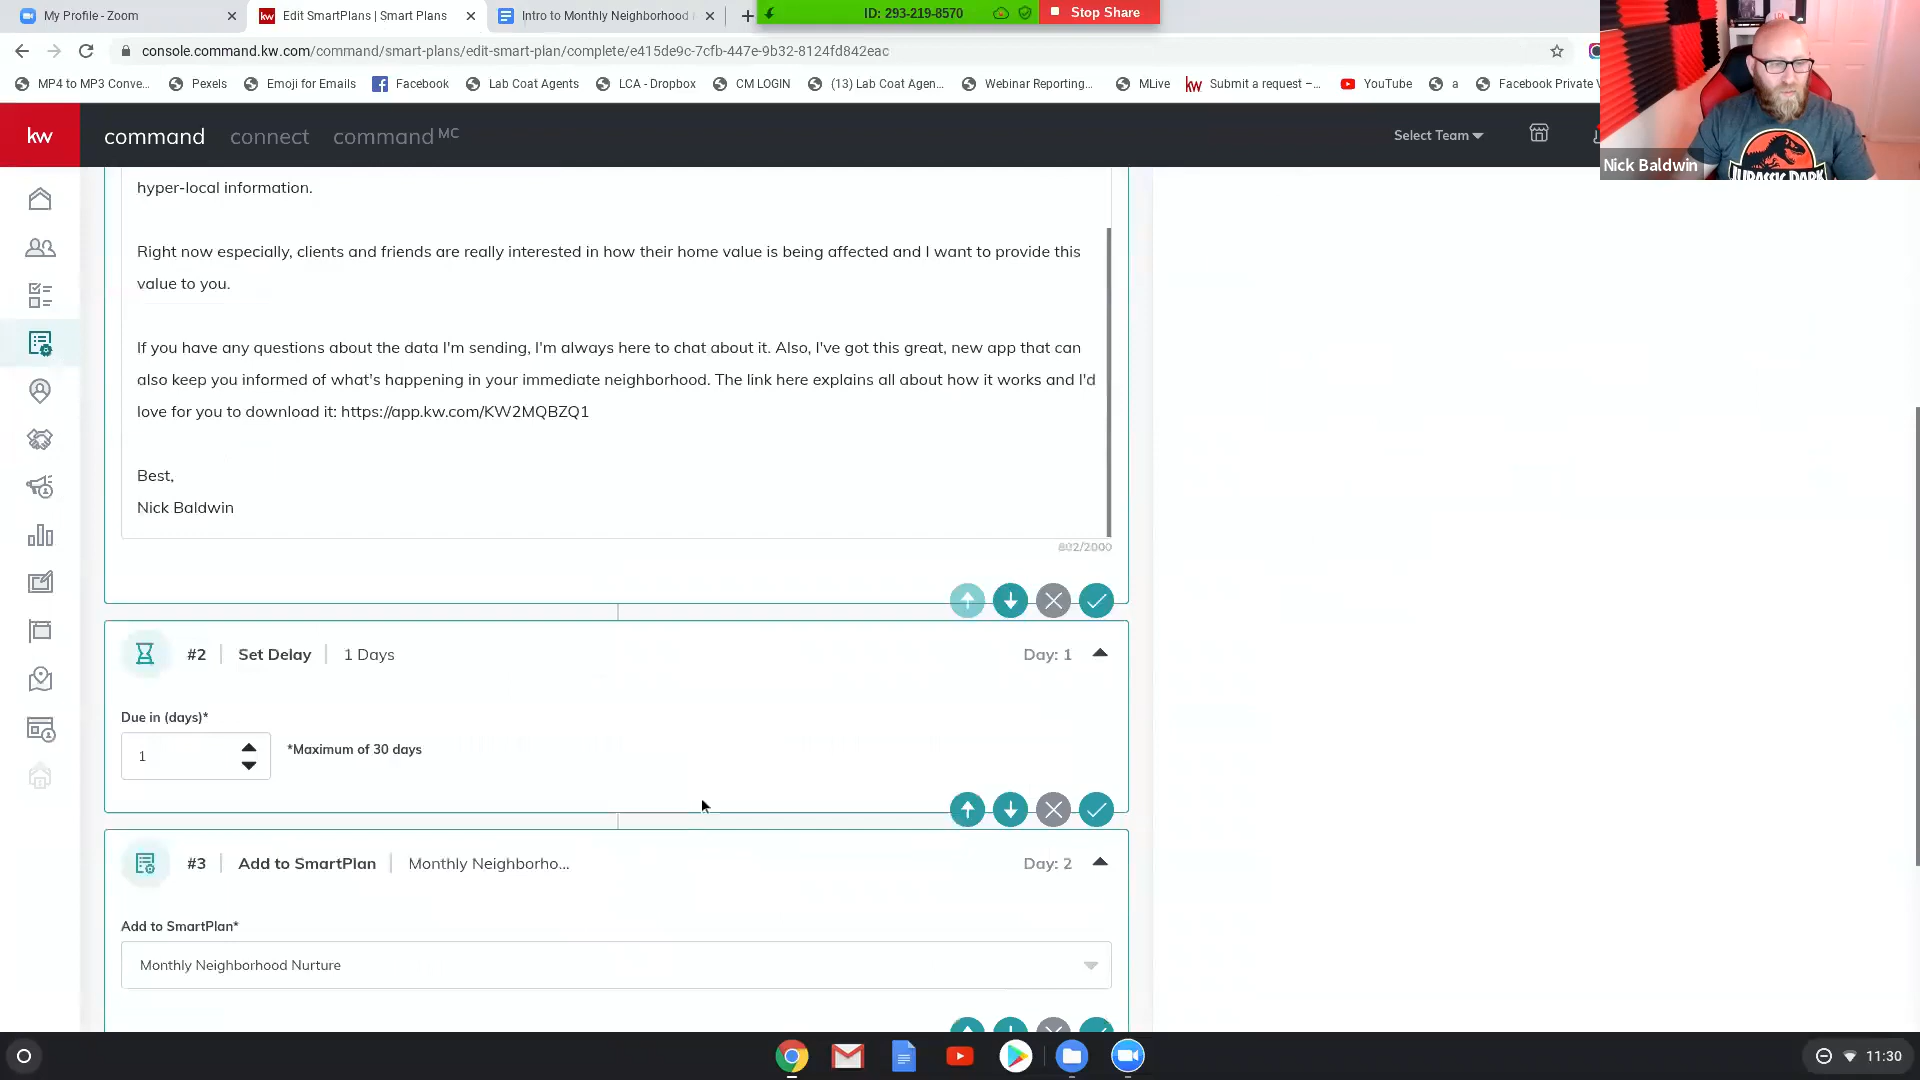 My Profile - Zoom
Edit SmartPlans | Smart Plans
Intro to Monthly Neighborhood
ID: 293-219-8570
Stop Share
console.command.kw.com/command/smart-plans/edit-smart-plan/complete/e415de9c-7cfb-447e-9b32-8124fd842eac
MP4 to MP3 Conve...
Pexels
Emoji for Emails
Facebook
Lab Coat Agents
LCA - Dropbox
CM LOGIN
(13) Lab Coat Agen...
Webinar Reporting...
MLive
kw Submit a request –...
YouTube
a
Facebook Private V
kw
command
connect
command MC
Select Team
Nick Baldwin
JURASSIC PARK
hyper-local information.
Right now especially, clients and friends are really interested in how their home value is being affected and I want to provide this
value to you.
If you have any questions about the data I'm sending, I'm always here to chat about it. Also, I've got this great, new app that can
also keep you informed of what's happening in your immediate neighborhood. The link here explains all about how it works and I'd
love for you to download it: https://app.kw.com/KW2MQBZQ1
Best,
Nick Baldwin
802/2000
#2 | Set Delay | 1 Days
Day: 1
Due in (days)*
1
*Maximum of 30 days
#3 | Add to SmartPlan | Monthly Neighborho...
Day: 2
Add to SmartPlan*
Monthly Neighborhood Nurture
11:30